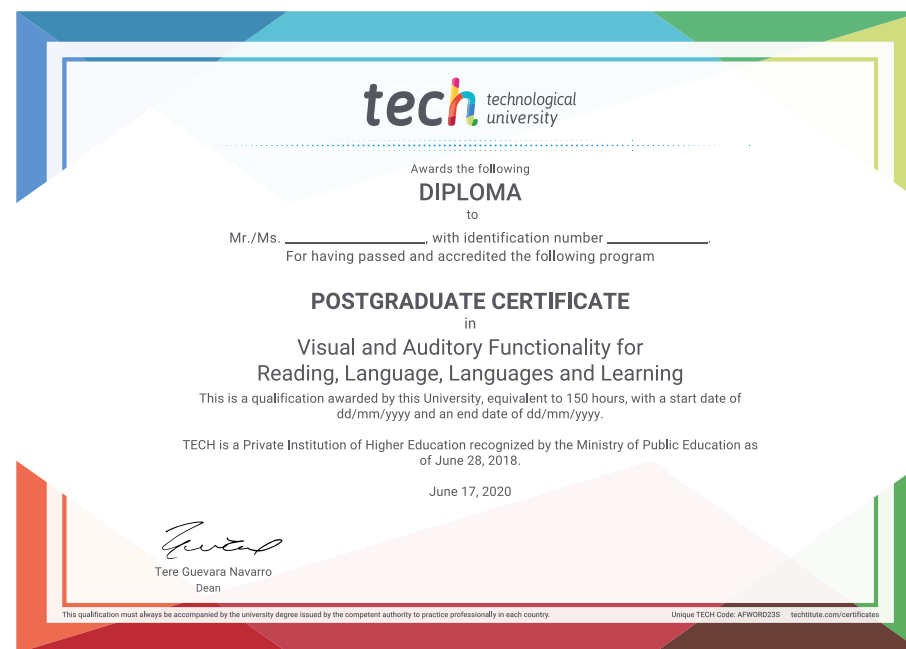 tech technological
university
Awards the following
DIPLOMA
to
Mr./Ms. ____________________, with identification number ______________.
For having passed and accredited the following program
POSTGRADUATE CERTIFICATE
in
Visual and Auditory Functionality for
Reading, Language, Languages and Learning
This is a qualification awarded by this University, equivalent to 150 hours, with a start date of
dd/mm/yyyy and an end date of dd/mm/yyyy.
TECH is a Private Institution of Higher Education recognized by the Ministry of Public Education as
of June 28, 2018.
June 17, 2020
Tere Guevara Navarro
Dean
This qualification must always be accompanied by the university degree issued by the competent authority to practice professionally in each country.
Unique TECH Code: AFWORD23S techtitute.com/certificates